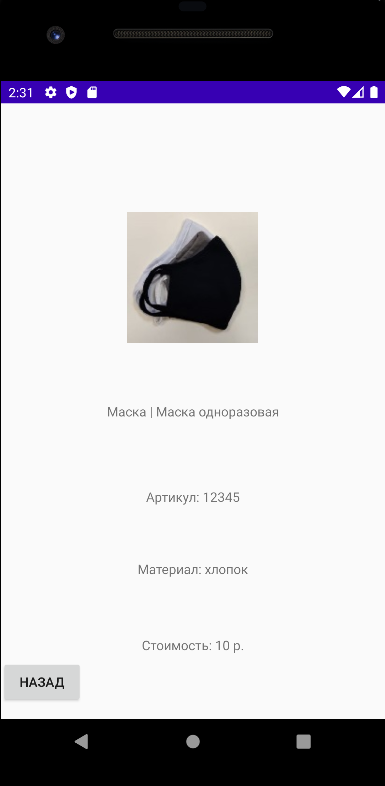 2:31
Маска | Маска одноразовая
Артикул: 12345
Материал: хлопок
Стоимость: 10 р.
НАЗАД